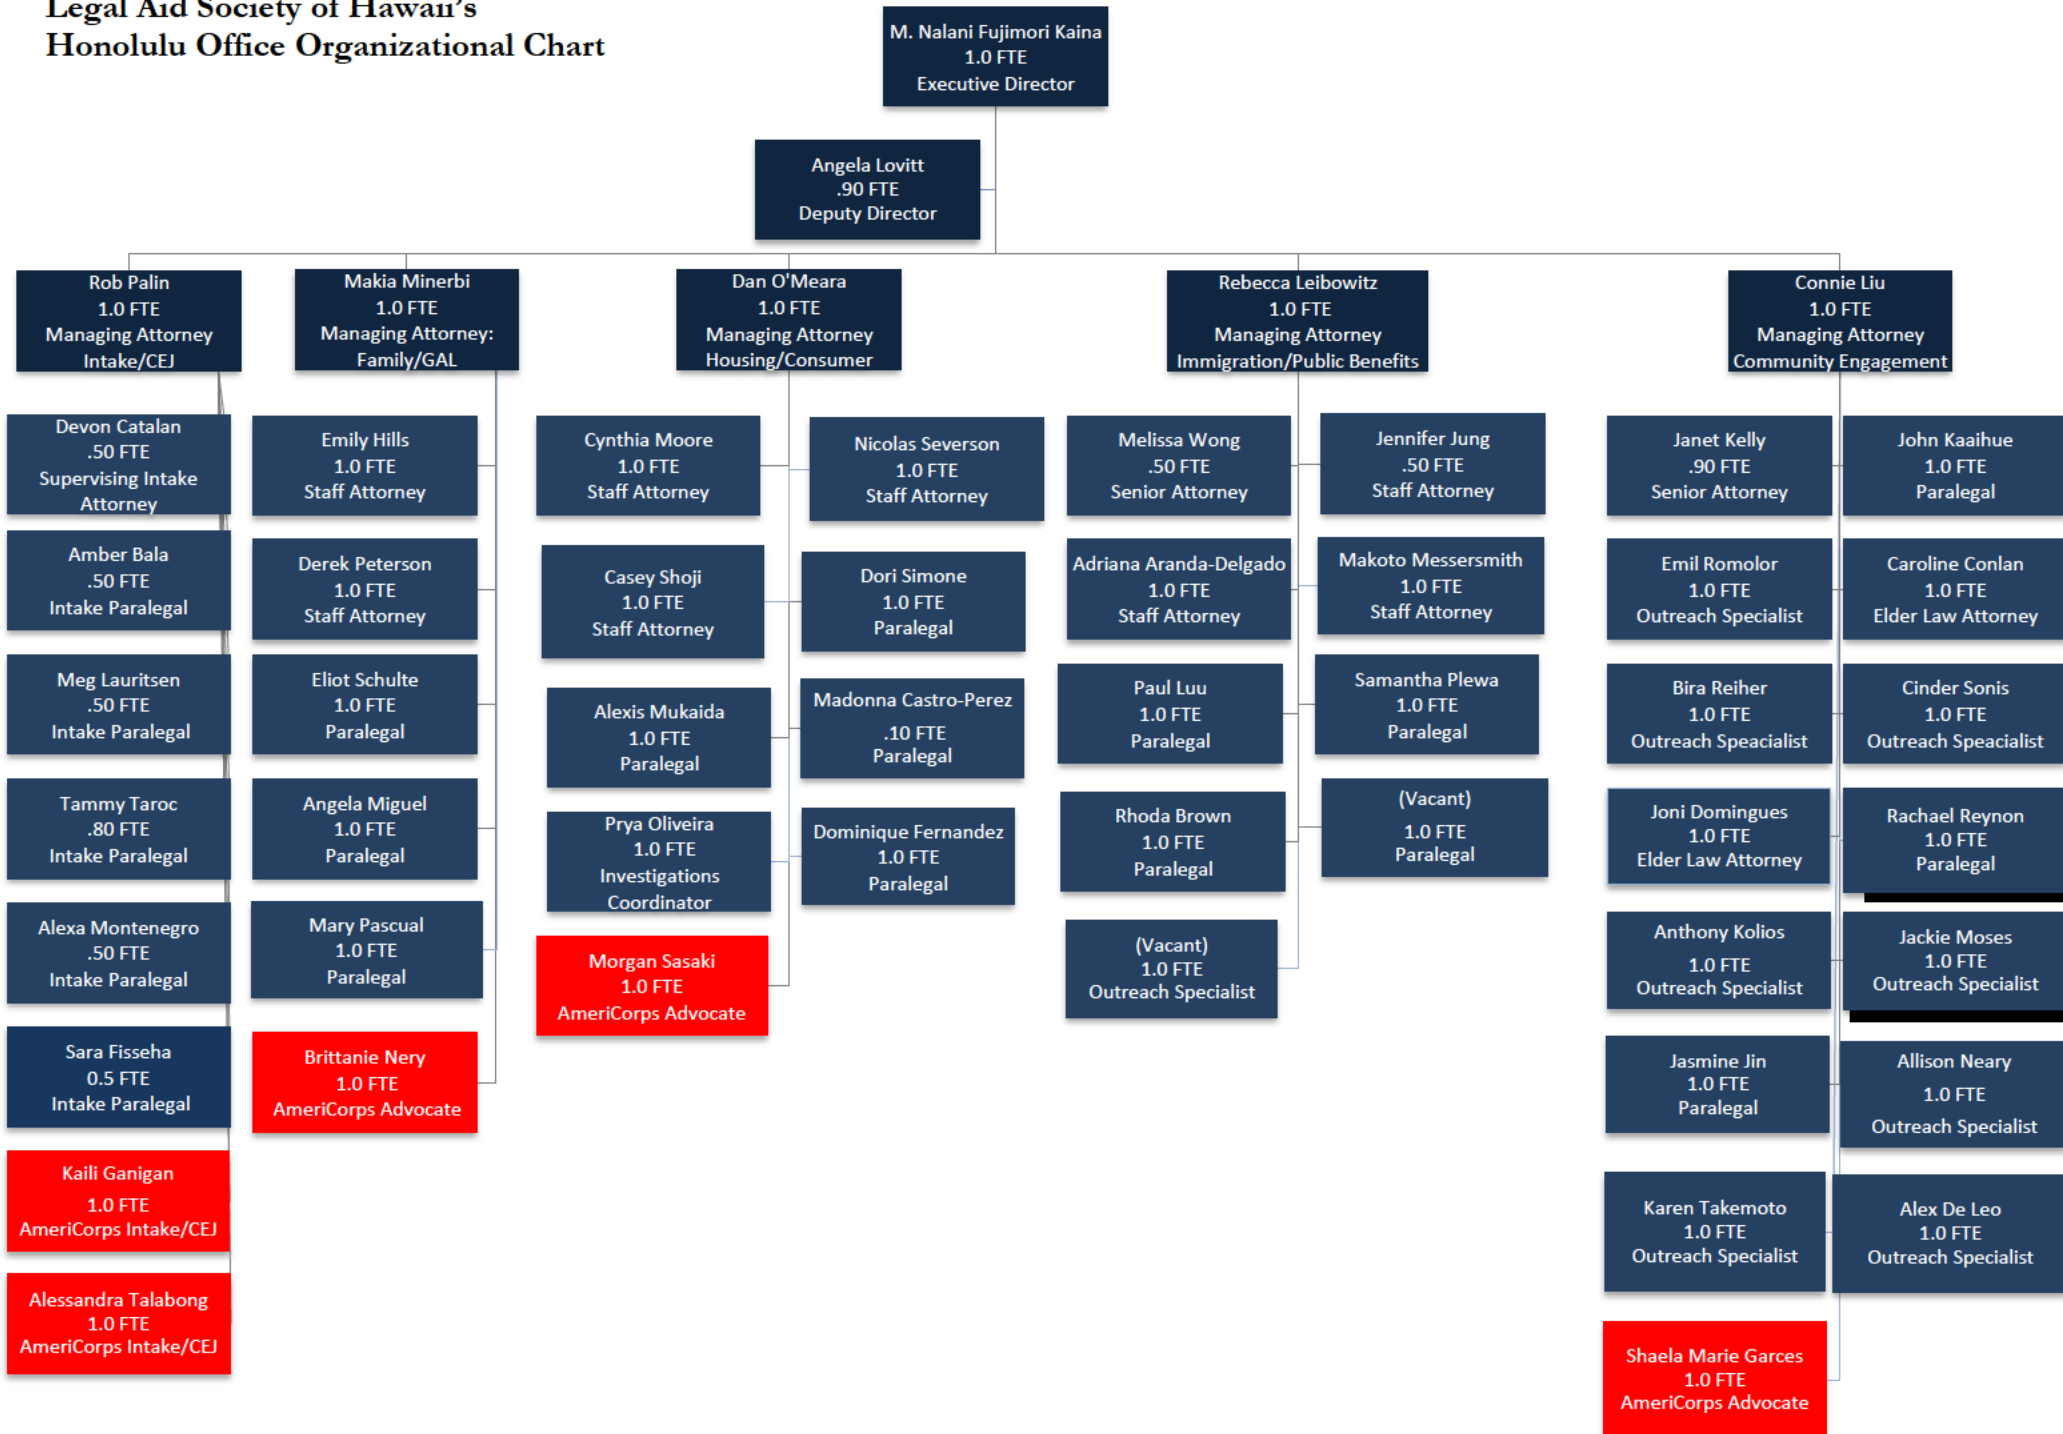 Legal Aid Society of Hawaii's
Honolulu Office Organizational Chart
M. Nalani Fujimori Kaina
1.0 FTE
Executive Director
Angela Lovitt
.90 FTE
Deputy Director
Rob Palin
1.0 FTE
Managing Attorney
Intake/CEJ
Makia Minerbi
1.0 FTE
Managing Attorney:
Family/GAL
Dan O'Meara
1.0 FTE
Managing Attorney
Housing/Consumer
Rebecca Leibowitz
1.0 FTE
Managing Attorney
Immigration/Public Benefits
Connie Liu
1.0 FTE
Managing Attorney
Community Engagement
Devon Catalan
.50 FTE
Supervising Intake
Attorney
Amber Bala
.50 FTE
Intake Paralegal
Meg Lauritsen
.50 FTE
Intake Paralegal
Tammy Taroc
.80 FTE
Intake Paralegal
Alexa Montenegro
.50 FTE
Intake Paralegal
Sara Fisseha
0.5 FTE
Intake Paralegal
Kaili Ganigan
1.0 FTE
AmeriCorps Intake/CEJ
Alessandra Talabong
1.0 FTE
AmeriCorps Intake/CEJ
Emily Hills
1.0 FTE
Staff Attorney
Derek Peterson
1.0 FTE
Staff Attorney
Eliot Schulte
1.0 FTE
Paralegal
Angela Miguel
1.0 FTE
Paralegal
Mary Pascual
1.0 FTE
Paralegal
Brittanie Nery
1.0 FTE
AmeriCorps Advocate
Cynthia Moore
1.0 FTE
Staff Attorney
Nicolas Severson
1.0 FTE
Staff Attorney
Casey Shoji
1.0 FTE
Staff Attorney
Dori Simone
1.0 FTE
Paralegal
Alexis Mukaida
1.0 FTE
Paralegal
Madonna Castro-Perez
.10 FTE
Paralegal
Prya Oliveira
1.0 FTE
Investigations
Coordinator
Dominique Fernandez
1.0 FTE
Paralegal
Morgan Sasaki
1.0 FTE
AmeriCorps Advocate
Melissa Wong
.50 FTE
Senior Attorney
Jennifer Jung
.50 FTE
Staff Attorney
Adriana Aranda-Delgado
1.0 FTE
Staff Attorney
Makoto Messersmith
1.0 FTE
Staff Attorney
Paul Luu
1.0 FTE
Paralegal
Samantha Plewa
1.0 FTE
Paralegal
Rhoda Brown
1.0 FTE
Paralegal
(Vacant)
1.0 FTE
Paralegal
(Vacant)
1.0 FTE
Outreach Specialist
Janet Kelly
.90 FTE
Senior Attorney
John Kaaihue
1.0 FTE
Paralegal
Emil Romolor
1.0 FTE
Outreach Specialist
Caroline Conlan
1.0 FTE
Elder Law Attorney
Bira Reiher
1.0 FTE
Outreach Speacialist
Cinder Sonis
1.0 FTE
Outreach Speacialist
Joni Domingues
1.0 FTE
Elder Law Attorney
Rachael Reynon
1.0 FTE
Paralegal
Anthony Kolios
1.0 FTE
Outreach Specialist
Jackie Moses
1.0 FTE
Outreach Specialist
Jasmine Jin
1.0 FTE
Paralegal
Allison Neary
1.0 FTE
Outreach Specialist
Karen Takemoto
1.0 FTE
Outreach Specialist
Alex De Leo
1.0 FTE
Outreach Specialist
Shaela Marie Garces
1.0 FTE
AmeriCorps Advocate